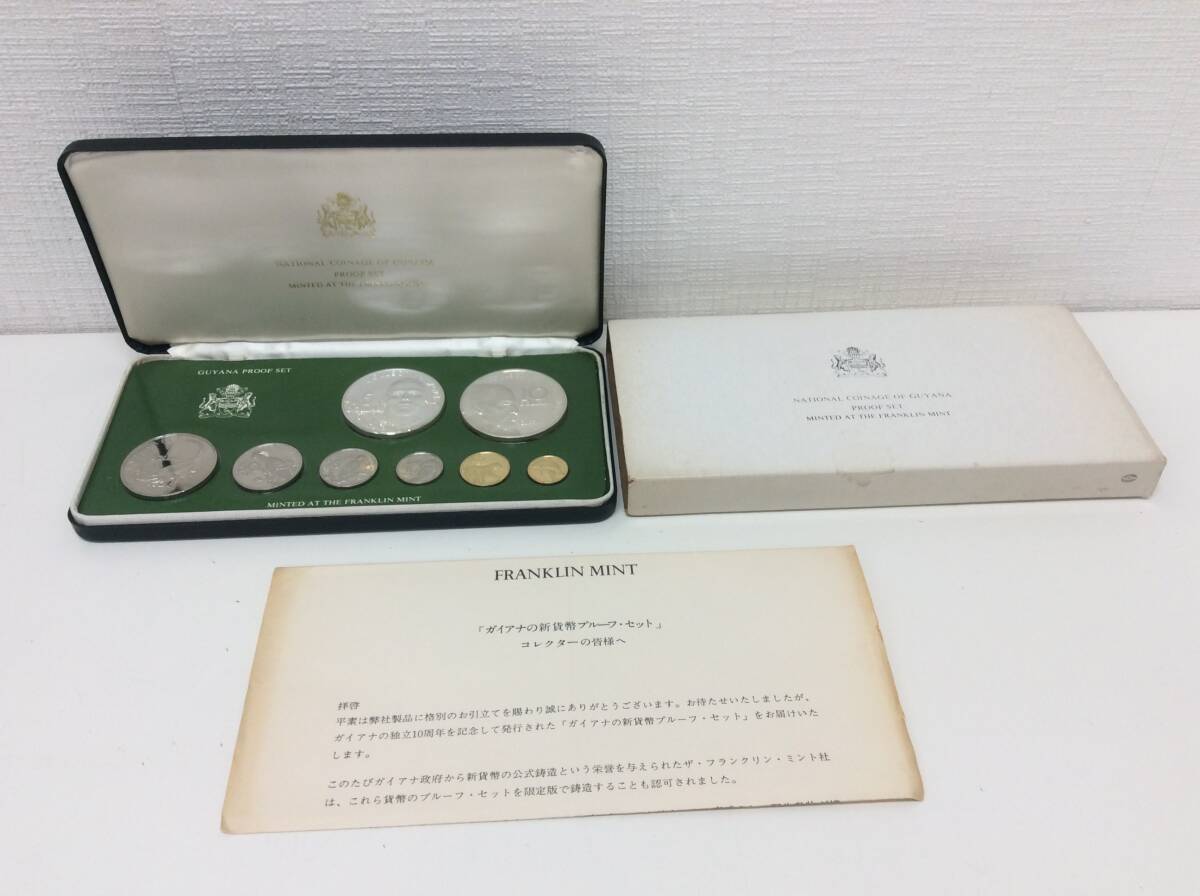 NATIONAL COINAGE OF GUYANA
PROOF SET
MINTED AT THE FRANKLIN MINT
GUYANA PROOF SET
MINTED AT THE FRANKLIN MINT
NATIONAL COINAGE OF GUYANA
PROOF SET
MINTED AT THE FRANKLIN MINT
FRANKLIN MINT
「ガイアナの新貨幣プルーフ・セット」
コレクターの皆様へ
拝啓
平素は弊社製品に格別のお引立てを賜わり誠にありがとうございます。お待たせいたしましたが、
ガイアナの独立10周年を記念して発行された「ガイアナの新貨幣プルーフ・セット」をお届けいた
します。
このたびガイアナ政府から新貨幣の公式鋳造という栄誉を与えられたザ・フランクリン・ミント社
は、これら貨幣のプルーフ・セットを限定版で鋳造することも認可されました。